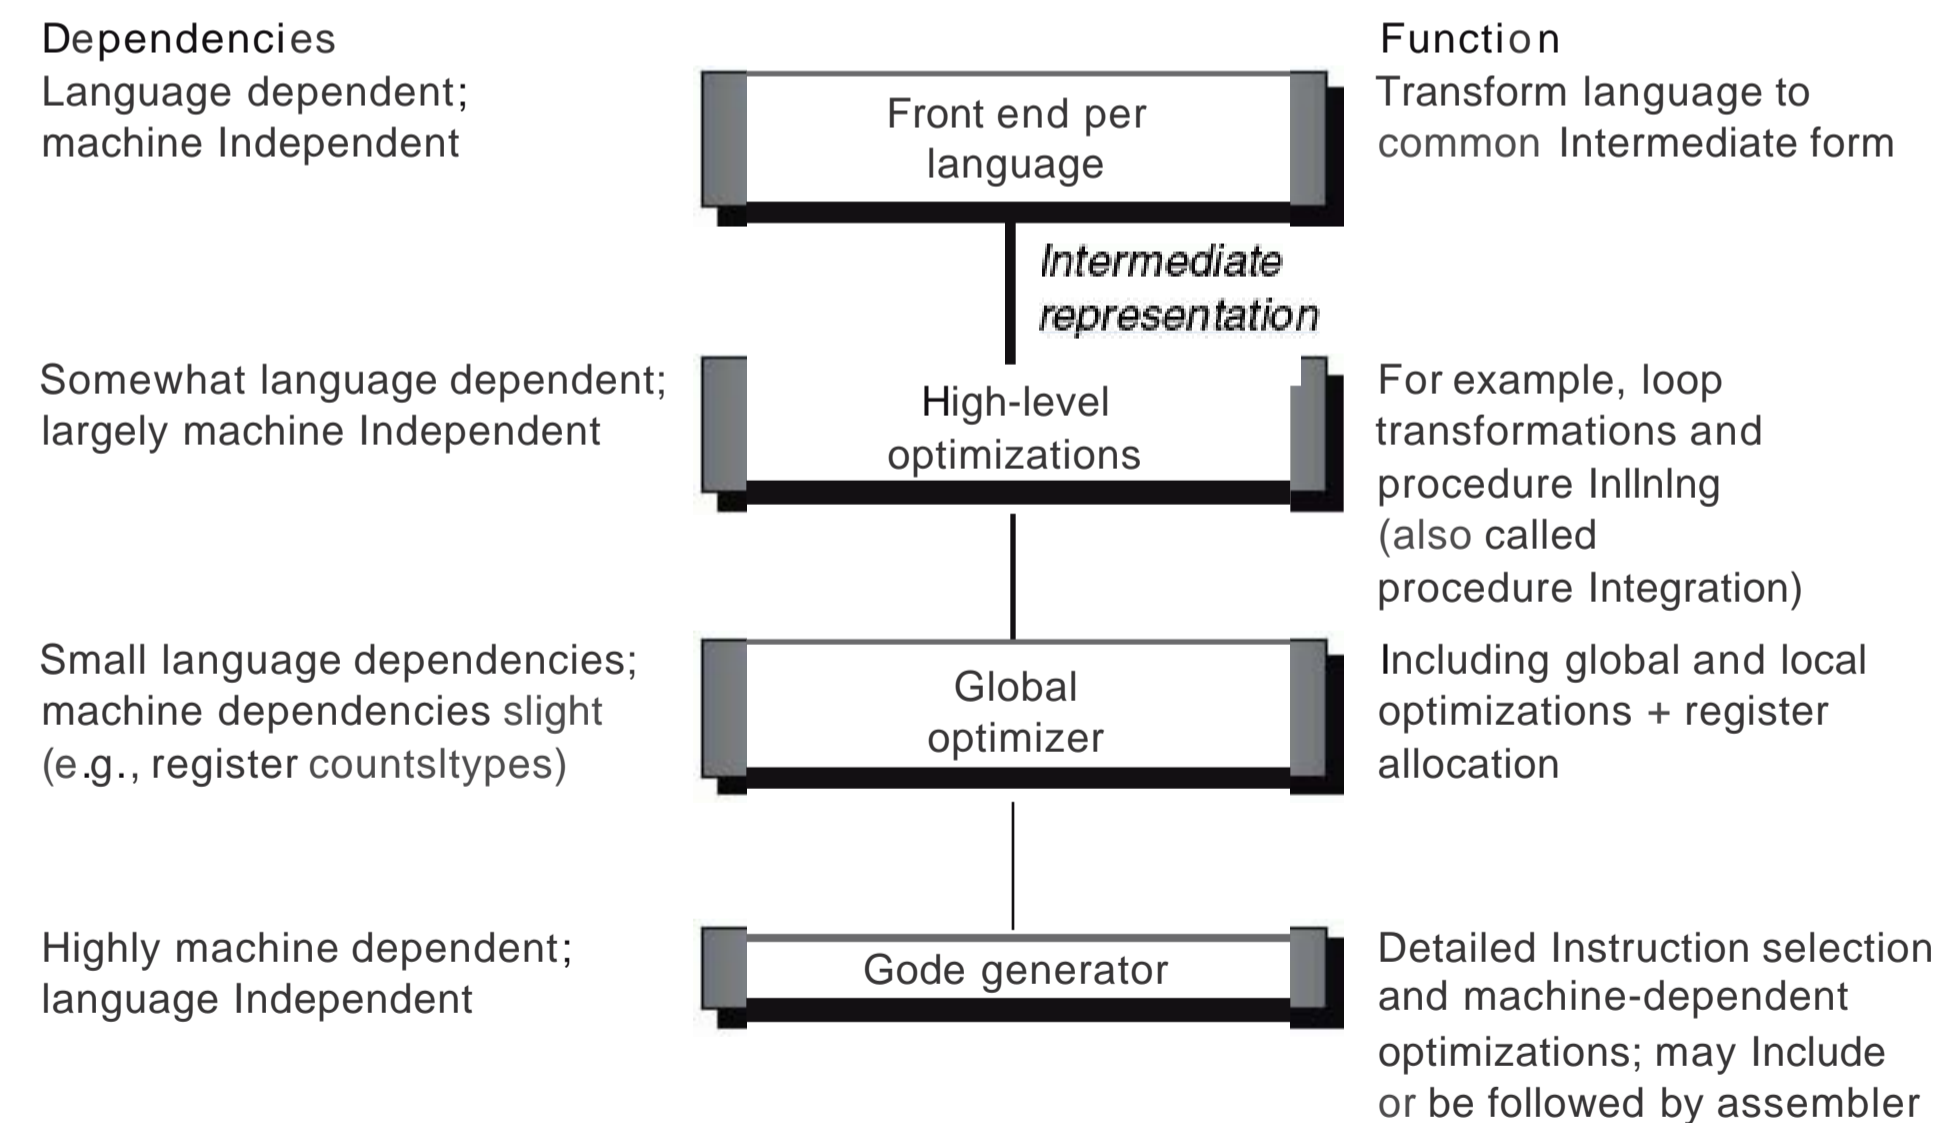 Dependencies
Language dependent;
machine Independent
Function
Transform language to
common Intermediate form
Front end per
language
Intermediate
representation
Somewhat language dependent;
largely machine Independent
High-level
optimizations
For example, loop
transformations and
procedure InlInIng
(also called
procedure Integration)
Small language dependencies;
machine dependencies slight
(e.g., register countsltypes)
Global
optimizer
Including global and local
optimizations + register
allocation
Highly machine dependent;
language Independent
Gode generator
Detailed Instruction selection
and machine-dependent
optimizations; may Include
or be followed by assembler